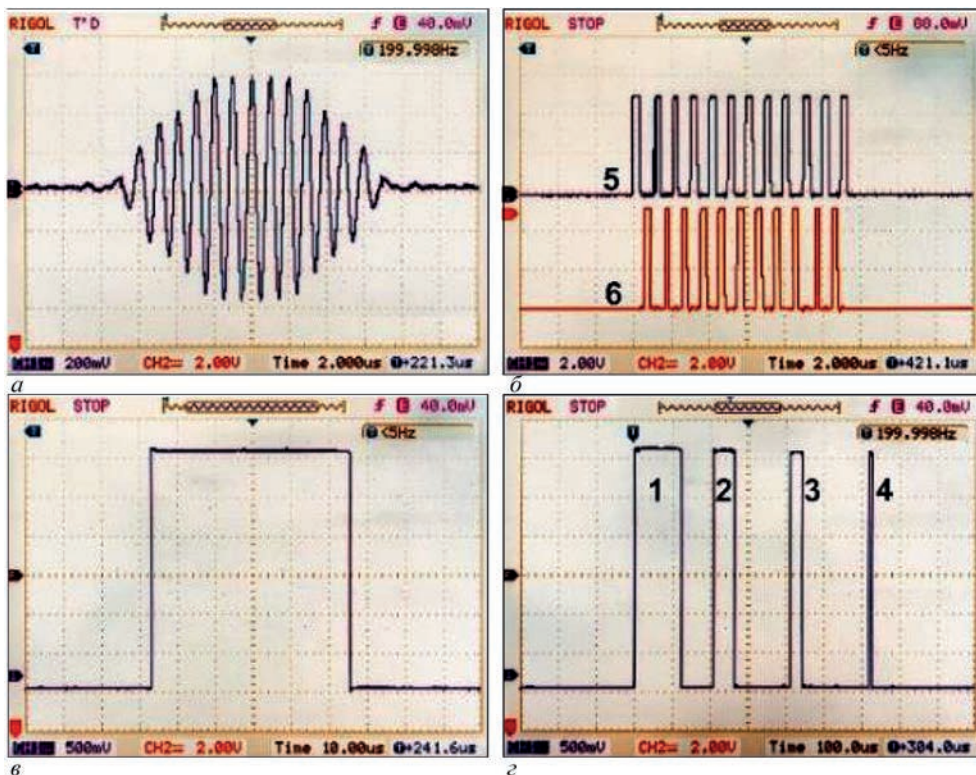 RIGOL T'D 40.0mV
199.998Hz
200mV CH2= 2.00V Time 2.000us +221.3us
а
RIGOL STOP 80.0mV
<5Hz
5
6
2.00V CH2= 2.00V Time 2.000us +421.1us
б
RIGOL STOP 40.0mV
<5Hz
500mV CH2= 2.00V Time 10.00us +241.6us
в
RIGOL STOP 40.0mV
199.998Hz
1 2 3 4
500mV CH2= 2.00V Time 100.0us +304.0us
г